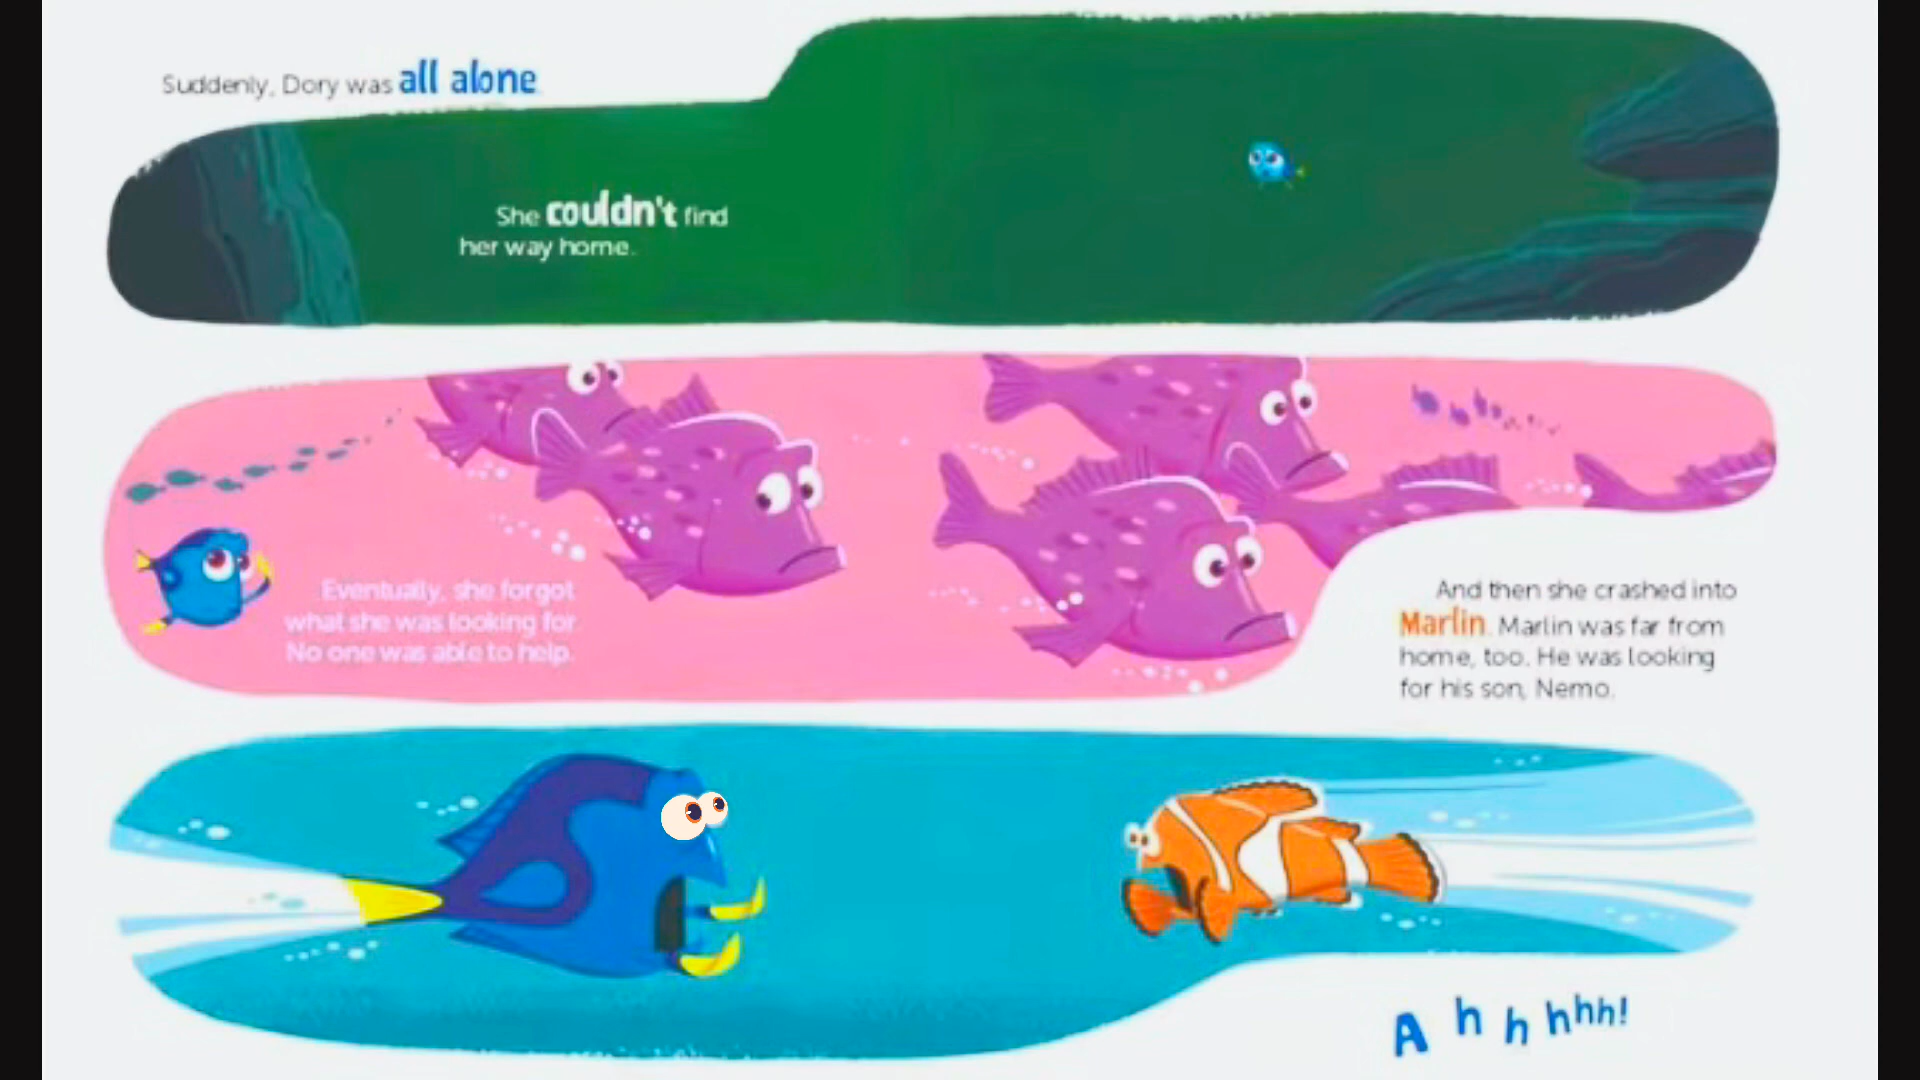 Suddenly, Dory was all alone.
She couldn't find
her way home.
Eventually, she forgot
what she was looking for.
No one was able to help.
And then she crashed into
Marlin. Marlin was far from
home, too. He was looking
for his son, Nemo.
Ahhhhh!